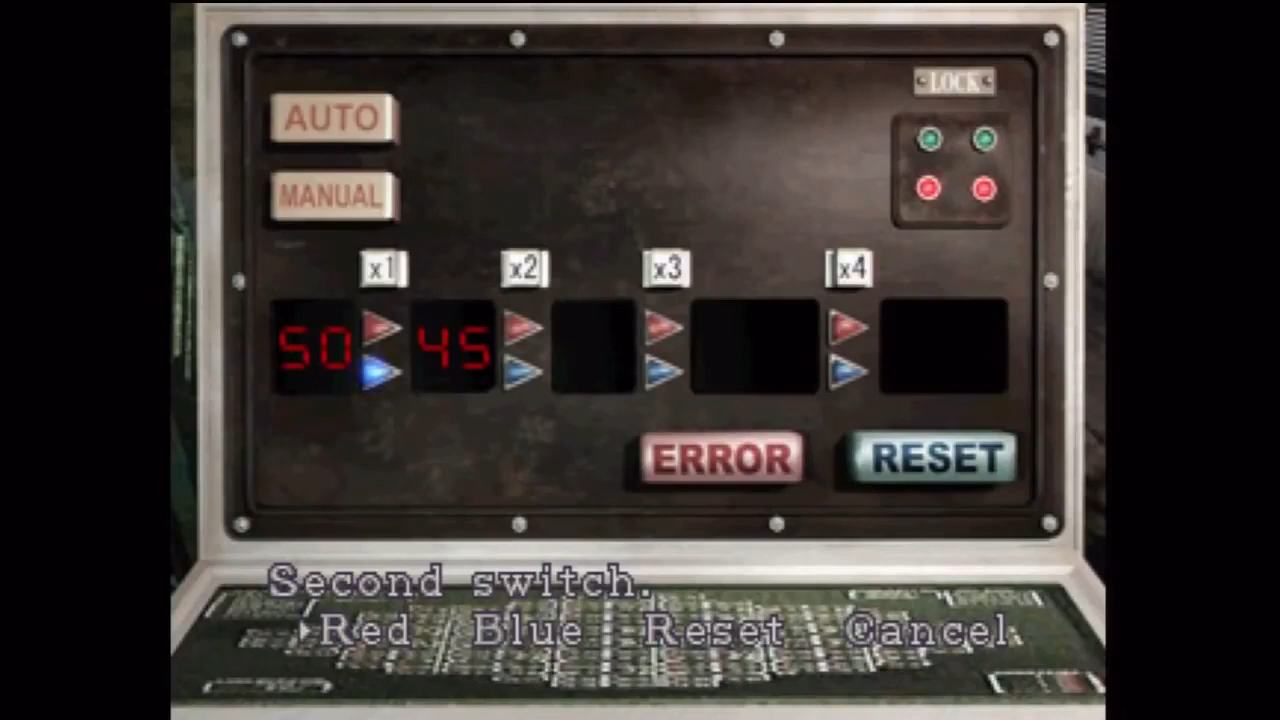 LOCK
AUTO
MANUAL
x1 x2 x3 x4
50 45
ERROR RESET
Second switch.
Red Blue Reset Cancel